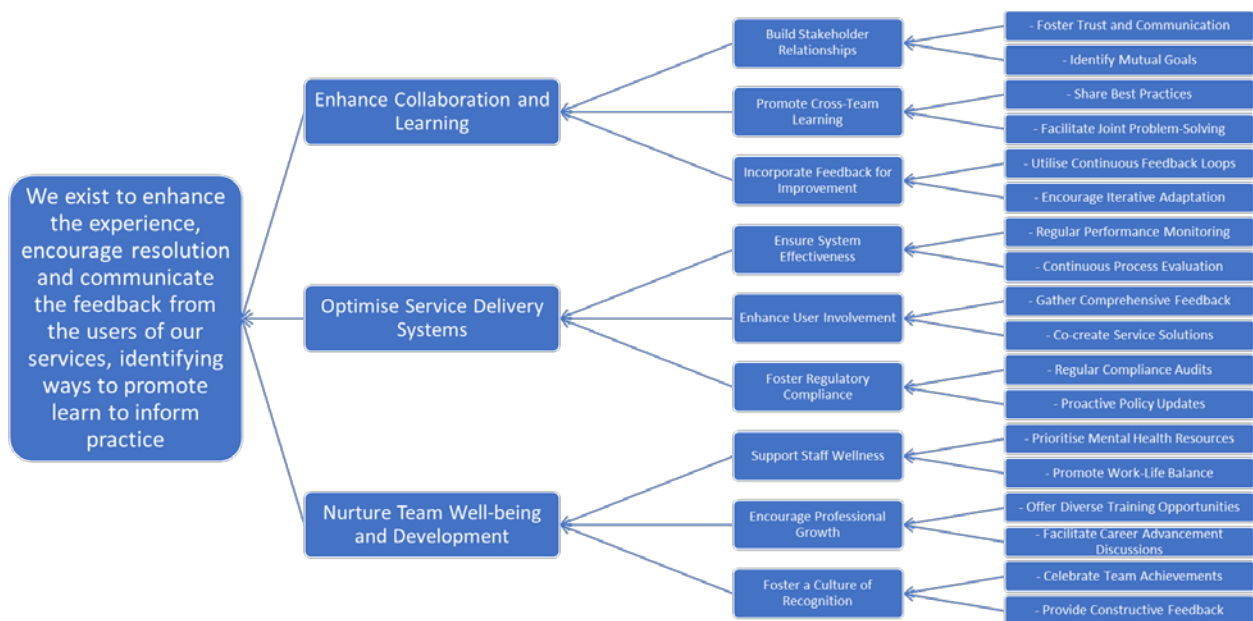 We exist to enhance
the experience,
encourage resolution
and communicate
the feedback from
the users of our
services, identifying
ways to promote
learn to inform
practice
Enhance Collaboration and
Learning
Build Stakeholder
Relationships
- Foster Trust and Communication
- Identify Mutual Goals
Promote Cross-Team
Learning
- Share Best Practices
- Facilitate Joint Problem-Solving
Incorporate Feedback for
Improvement
- Utilise Continuous Feedback Loops
- Encourage Iterative Adaptation
Optimise Service Delivery
Systems
Ensure System
Effectiveness
- Regular Performance Monitoring
- Continuous Process Evaluation
Enhance User Involvement
- Gather Comprehensive Feedback
- Co-create Service Solutions
Foster Regulatory
Compliance
- Regular Compliance Audits
- Proactive Policy Updates
Nurture Team Well-being
and Development
Support Staff Wellness
- Prioritise Mental Health Resources
- Promote Work-Life Balance
Encourage Professional
Growth
- Offer Diverse Training Opportunities
- Facilitate Career Advancement
Discussions
Foster a Culture of
Recognition
- Celebrate Team Achievements
- Provide Constructive Feedback